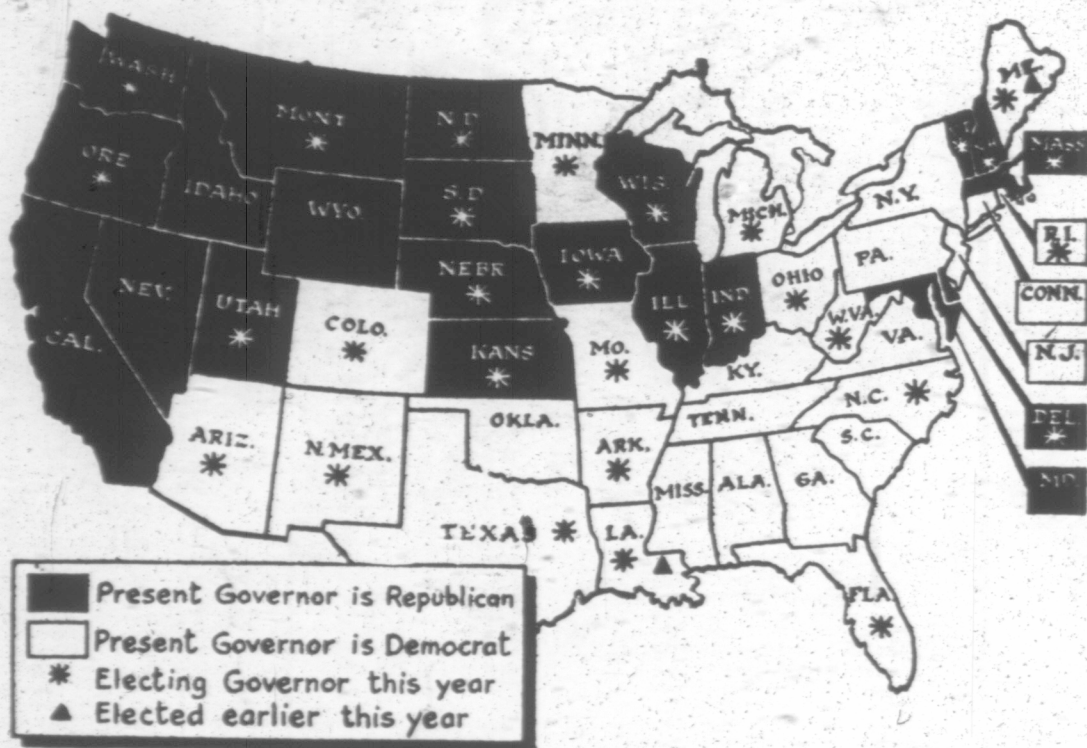 WASH
MONT
N.D
MINN.
ME.
ORE
IDAHO
WYO.
S.D
WIS.
MICH.
N.Y.
MASS
NEBR
IOWA
PA.
R.I.
NEV.
UTAH
COLO.
ILL
IND
OHIO
W.VA.
VA.
CONN.
CAL.
KANS
MO.
KY.
N.J.
ARIZ.
N.MEX.
OKLA.
ARK.
TENN.
N.C.
S.C.
DEL.
MISS.
ALA.
GA.
MD.
TEXAS
LA.
FLA.
Present Governor is Republican
Present Governor is Democrat
Electing Governor this year
Elected earlier this year